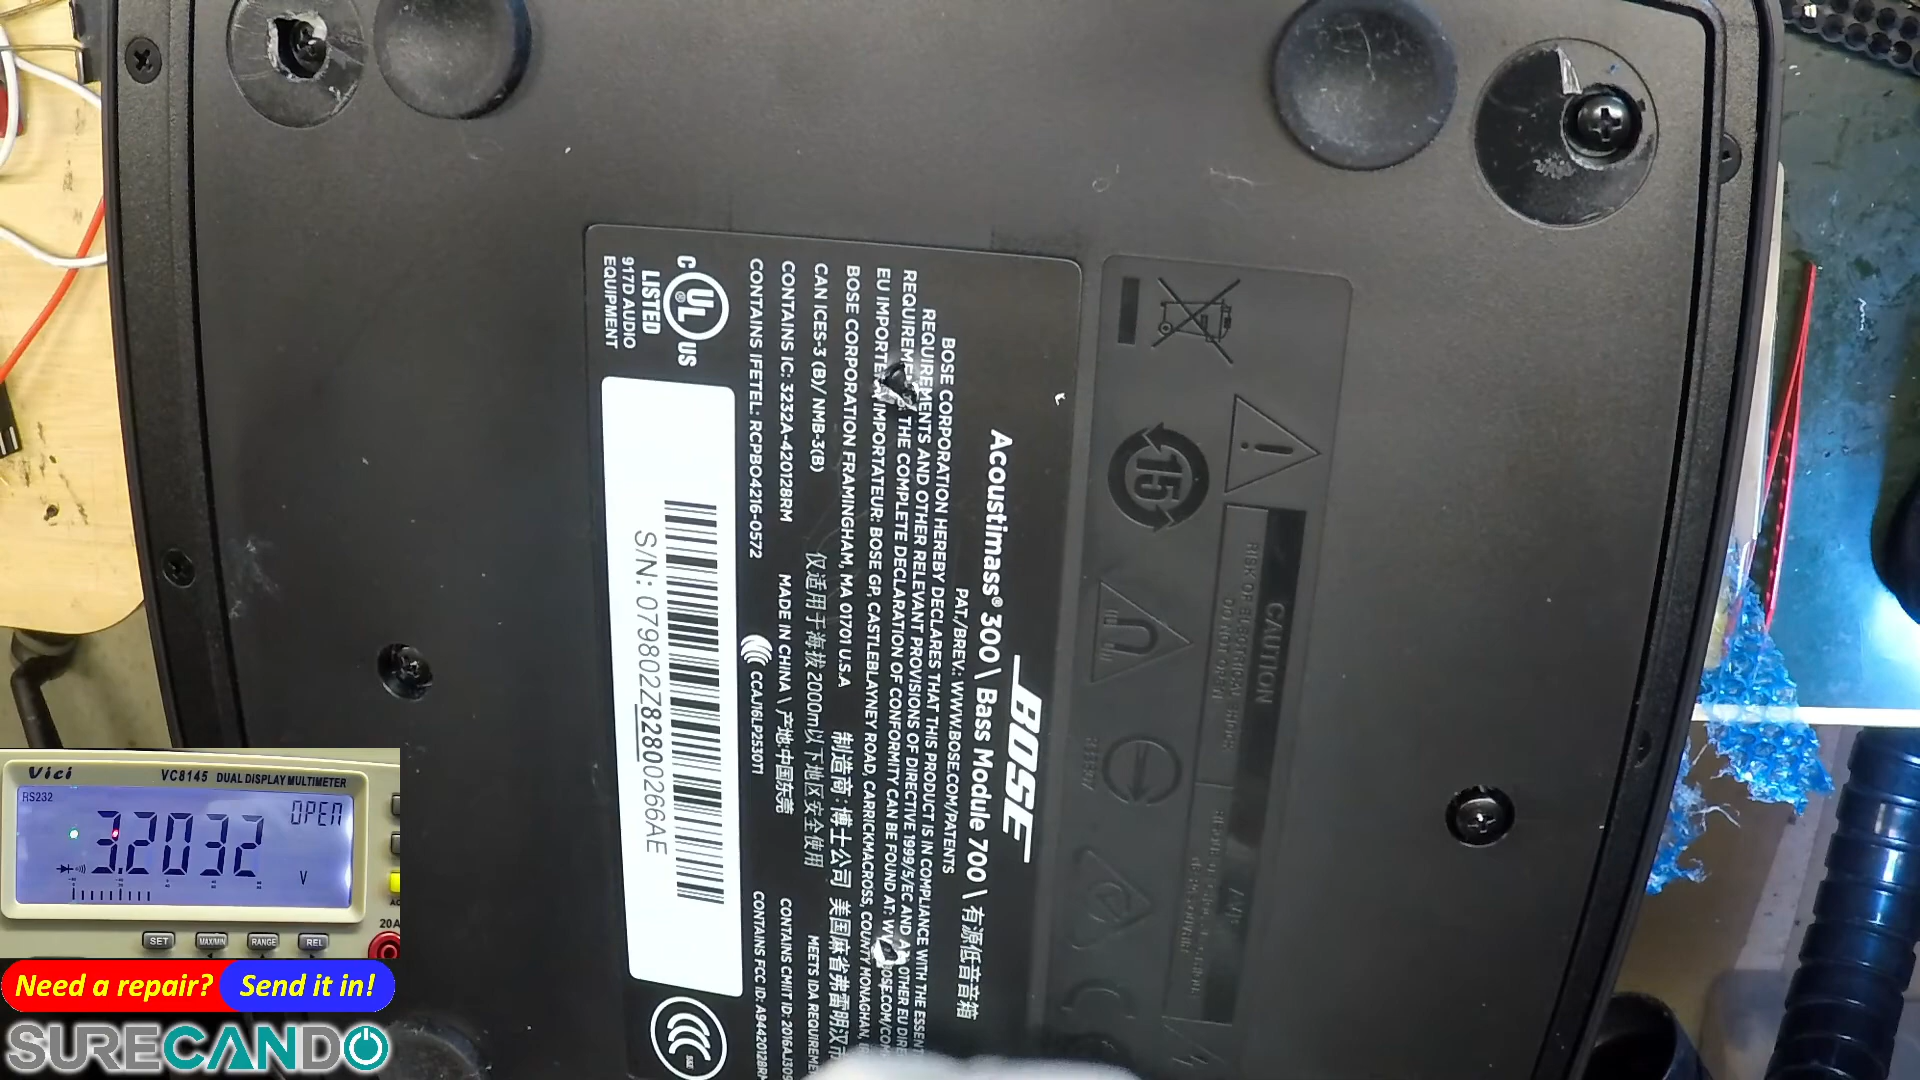 BOSE
Acoustimass® 300 \ Bass Module 700 \ 有源低音音箱
PAT./BREV.: WWW.BOSE.COM/PATENTS
BOSE CORPORATION HEREBY DECLARES THAT THIS PRODUCT IS IN COMPLIANCE WITH THE ESSENT
REQUIREMENTS AND OTHER RELEVANT PROVISIONS OF DIRECTIVE 1999/5/EC AND A OTHER EU DIRE
REQUIREME THE COMPLETE DECLARATION OF CONFORMITY CAN BE FOUND AT: W BOSE.COM/COM
EU IMPORTE IMPORTATEUR: BOSE GP, CASTLEBLAYNEY ROAD, CARRICKMACROSS, COUNTY MONAGHAN,
BOSE CORPORATION FRAMINGHAM, MA 01701 U.S.A 制造商:博士公司 美国麻省弗雷明汉市
CAN ICES-3 (B)/ NMB-3(B) 仅适用于海拔 2000m以下地区安全使用 MEETS IDA REQUIREME
CONTAINS IC: 3232A-420128RM MADE IN CHINA \ 产地:中国东莞 CONTAINS CMIIT ID: 2016AJ309
CONTAINS IFETEL: RCPBO4216-0572 CCAJ16LP2530T1 CONTAINS FCC ID: A94420128RM
C UL US
®
LISTED
917D AUDIO
EQUIPMENT
S/N: 079802Z82800266AE
15
CAUTION
Vici
VC8145 DUAL DISPLAY MULTIMETER
RS232
OPEN
3.2032
V
SET
MAX/MIN
RANGE
REL
20A
Need a repair? Send it in!
SURECANDO